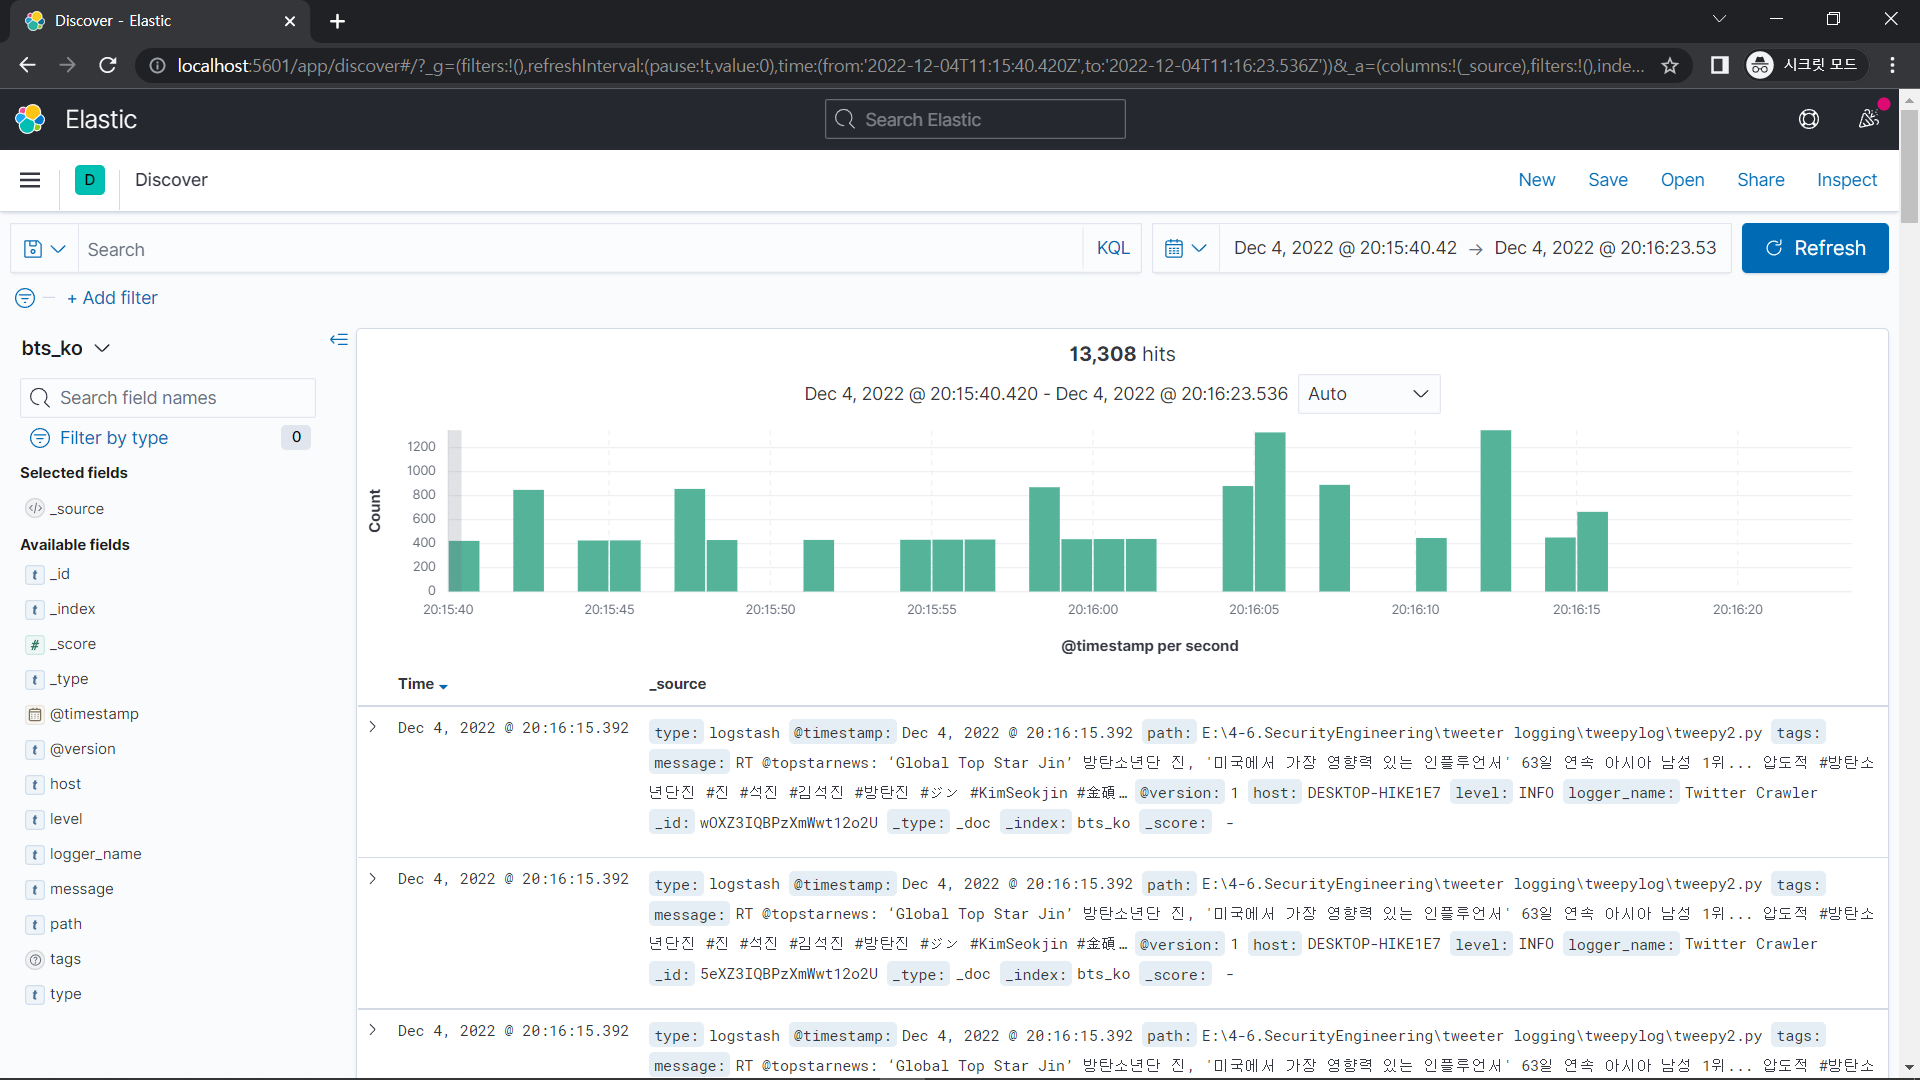 Discover - Elastic
localhost:5601/app/discover#/?_g=(filters:!(),refreshInterval:(pause:!t,value:0),time:(from:'2022-12-04T11:15:40.420Z',to:'2022-12-04T11:16:23.536Z'))&_a=(columns:!(_source),filters:!(),inde...
시크릿 모드
Elastic
Search Elastic
D
Discover
New
Save
Open
Share
Inspect
Search
KQL
Dec 4, 2022 @ 20:15:40.42 → Dec 4, 2022 @ 20:16:23.53
Refresh
+ Add filter
bts_ko
Search field names
Filter by type
0
Selected fields
_source
Available fields
t _id
t _index
# _score
t _type
@timestamp
t @version
t host
t level
t logger_name
t message
t path
tags
t type
13,308 hits
Dec 4, 2022 @ 20:15:40.420 - Dec 4, 2022 @ 20:16:23.536
Auto
Count
1200
1000
800
600
400
200
0
20:15:40
20:15:45
20:15:50
20:15:55
20:16:00
20:16:05
20:16:10
20:16:15
20:16:20
@timestamp per second
Time
_source
Dec 4, 2022 @ 20:16:15.392
type: logstash @timestamp: Dec 4, 2022 @ 20:16:15.392 path: E:\4-6.SecurityEngineering\tweeter logging\tweepylog\tweepy2.py tags:
message: RT @topstarnews: ‘Global Top Star Jin’ 방탄소년단 진, '미국에서 가장 영향력 있는 인플루언서' 63일 연속 아시아 남성 1위... 압도적 #방탄소
년단진 #진 #석진 #김석진 #방탄진 #ジン #KimSeokjin #金碩… @version: 1 host: DESKTOP-HIKE1E7 level: INFO logger_name: Twitter Crawler
_id: wOXZ3IQBPzXmWwt12o2U _type: _doc _index: bts_ko _score: -
Dec 4, 2022 @ 20:16:15.392
type: logstash @timestamp: Dec 4, 2022 @ 20:16:15.392 path: E:\4-6.SecurityEngineering\tweeter logging\tweepylog\tweepy2.py tags:
message: RT @topstarnews: ‘Global Top Star Jin’ 방탄소년단 진, '미국에서 가장 영향력 있는 인플루언서' 63일 연속 아시아 남성 1위... 압도적 #방탄소
년단진 #진 #석진 #김석진 #방탄진 #ジン #KimSeokjin #金碩… @version: 1 host: DESKTOP-HIKE1E7 level: INFO logger_name: Twitter Crawler
_id: 5eXZ3IQBPzXmWwt12o2U _type: _doc _index: bts_ko _score: -
Dec 4, 2022 @ 20:16:15.392
type: logstash @timestamp: Dec 4, 2022 @ 20:16:15.392 path: E:\4-6.SecurityEngineering\tweeter logging\tweepylog\tweepy2.py tags:
message: RT @topstarnews: ‘Global Top Star Jin’ 방탄소년단 진, '미국에서 가장 영향력 있는 인플루언서' 63일 연속 아시아 남성 1위... 압도적 #방탄소